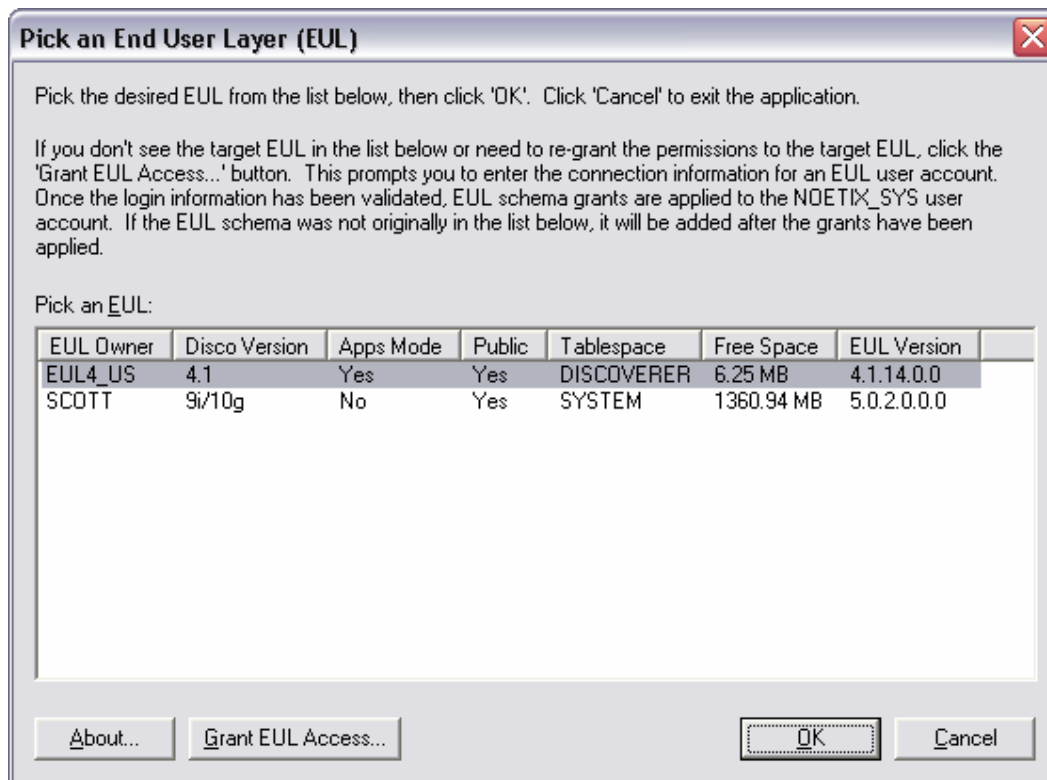 Pick an End User Layer (EUL)
Pick the desired EUL from the list below, then click 'OK'.  Click 'Cancel' to exit the application.
If you don't see the target EUL in the list below or need to re-grant the permissions to the target EUL, click the
'Grant EUL Access...' button.  This prompts you to enter the connection information for an EUL user account.
Once the login information has been validated, EUL schema grants are applied to the NOETIX_SYS user
account.  If the EUL schema was not originally in the list below, it will be added after the grants have been
applied.
Pick an EUL:
EUL Owner Disco Version Apps Mode Public Tablespace Free Space EUL Version
EUL4_US 4.1 Yes Yes DISCOVERER 6.25 MB 4.1.14.0.0
SCOTT 9i/10g No Yes SYSTEM 1360.94 MB 5.0.2.0.0.0
About... Grant EUL Access... OK Cancel